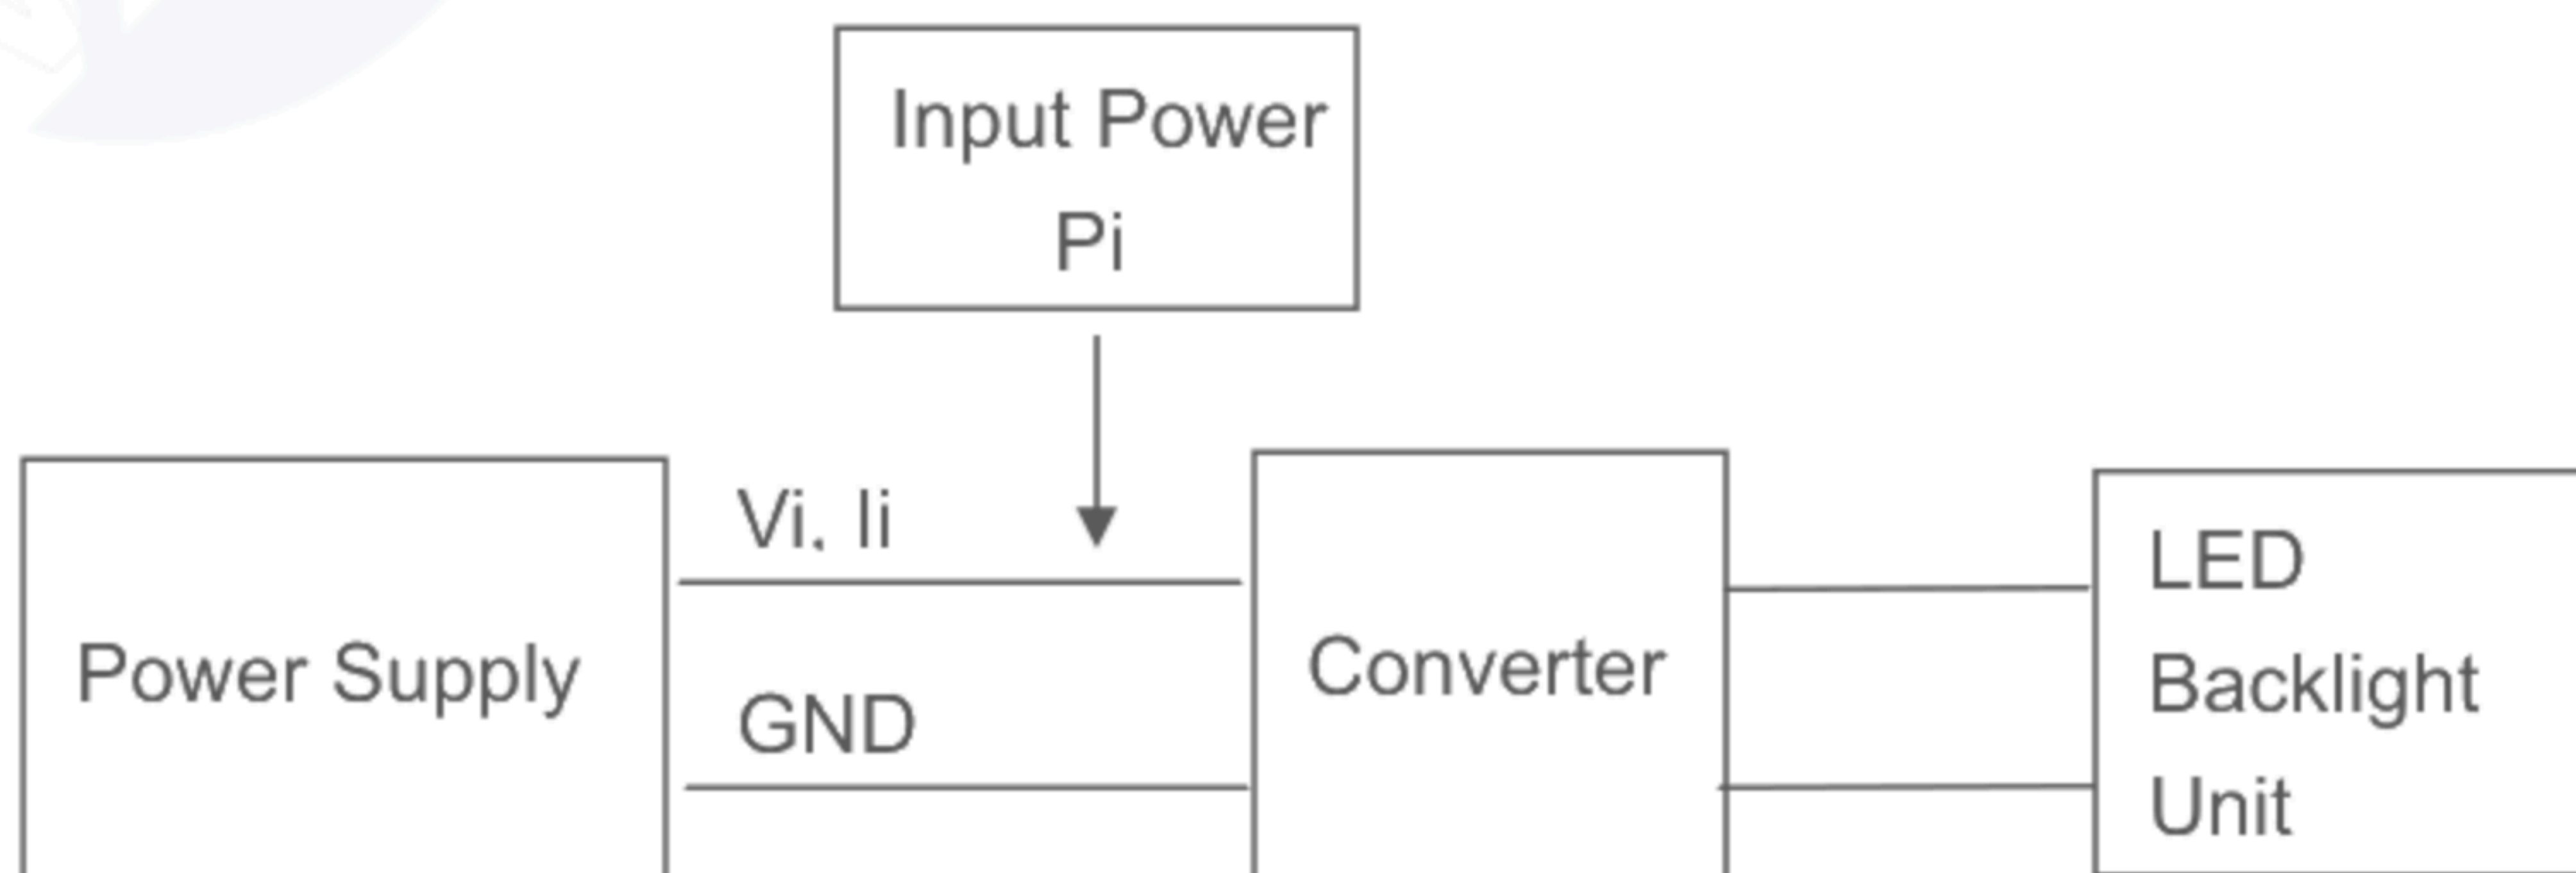 Input Power
Pi
Vi, Ii
Power Supply
GND
Converter
LED
Backlight
Unit